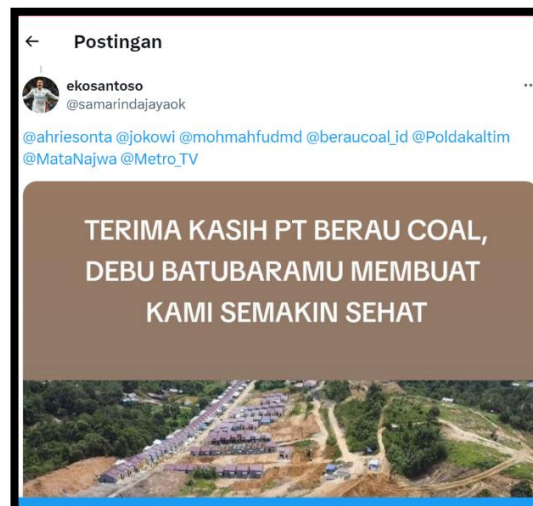 ← Postingan
ekosantoso
@samarindajayaok
@ahriesonta @jokowi @mohmahfudmd @beraucoal_id @Poldakaltim
@MataNajwa @Metro_TV
TERIMA KASIH PT BERAU COAL,
DEBU BATUBARAMU MEMBUAT
KAMI SEMAKIN SEHAT